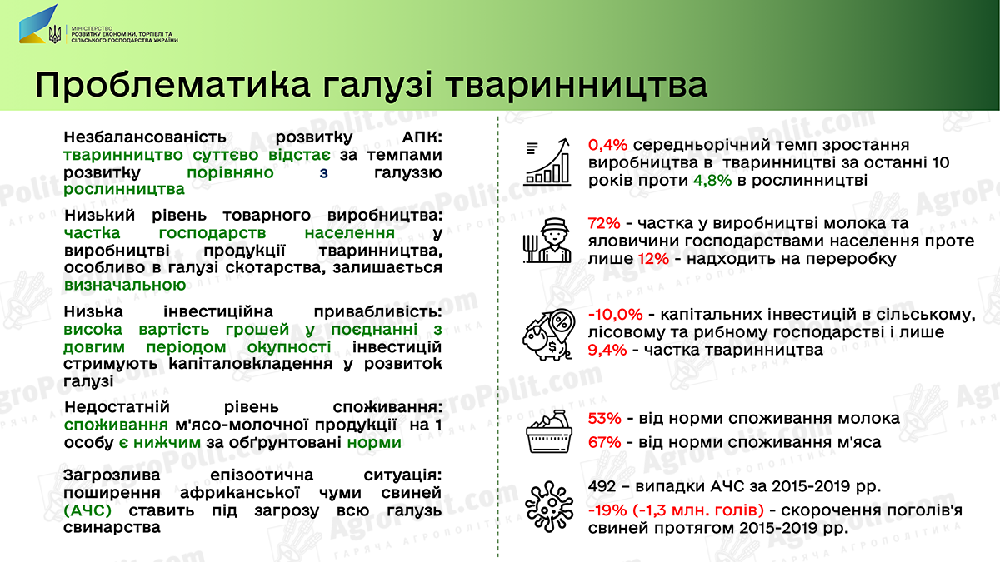 МІНІСТЕРСТВО
РОЗВИТКУ ЕКОНОМІКИ, ТОРГІВЛІ ТА
СІЛЬСЬКОГО ГОСПОДАРСТВА УКРАЇНИ
Проблематика галузі тваринництва
Незбалансованість розвитку АПК:
тваринництво суттєво відстає за темпами
розвитку порівняно з галуззю
рослинництва
Низький рівень товарного виробництва:
частка господарств населення у
виробництві продукції тваринництва,
особливо в галузі скотарства, залишається
визначальною
Низька інвестиційна привабливість:
висока вартість грошей у поєднанні з
довгим періодом окупності інвестицій
стримують капіталовкладення у розвиток
галузі
Недостатній рівень споживання:
споживання м'ясо-молочної продукції на 1
особу є нижчим за обґрунтовані норми
Загрозлива епізоотична ситуація:
поширення африканської чуми свиней
(АЧС) ставить під загрозу всю галузь
свинарства
0,4% середньорічний темп зростання
виробництва в тваринництві за останні 10
років проти 4,8% в рослинництві
72% - частка у виробництві молока та
яловичини господарствами населення проте
лише 12% - надходить на переробку
-10,0% - капітальних інвестицій в сільському,
лісовому та рибному господарстві і лише
9,4% - частка тваринництва
53% - від норми споживання молока
67% - від норми споживання м'яса
492 – випадки АЧС за 2015-2019 рр.
-19% (-1,3 млн. голів) - скорочення поголів'я
свиней протягом 2015-2019 рр.
AgroPolit.com
ГАРЯЧА АГРОПОЛІТИКА